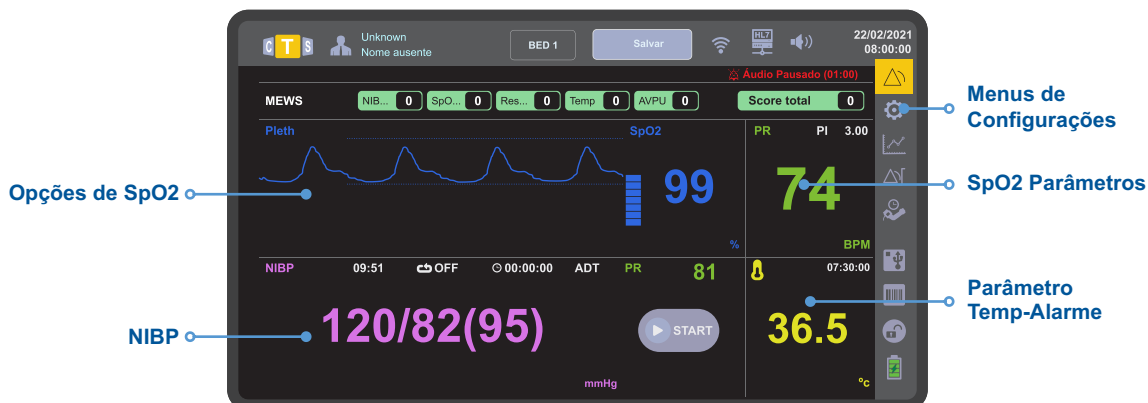 CTS
Unknown
Nome ausente
BED 1
Salvar
HL7
22/02/2021
08:00:00
Áudio Pausado (01:00)
MEWS
NIB... 0
SpO... 0
Res... 0
Temp 0
AVPU 0
Score total 0
Menus de
Configurações
Pleth
SpO2
PR PI 3.00
Opções de SpO2
99
74
SpO2 Parâmetros
%
BPM
NIBP 09:51 OFF 00:00:00 ADT PR 81
07:30:00
Parâmetro
Temp-Alarme
NIBP
120/82(95)
START
36.5
mmHg
°c